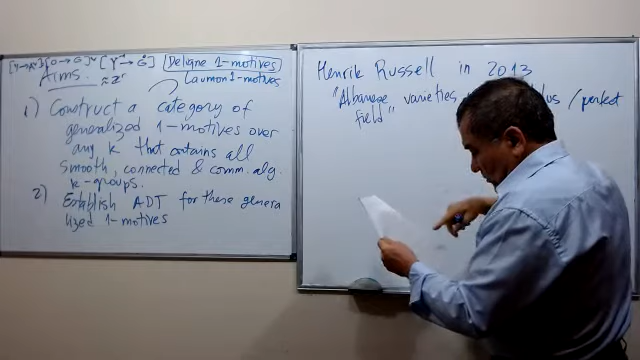 [Y → G] Deligne 1-motives
Aims. ≈ Zʳ Laumon 1-motives
1) Construct a category of
generalized 1-motives over
any k that contains all
smooth, connected & comm. alg.
k-groups.
2) Establish ADT for these genera
lized 1-motives
Henrik Russell in 2013
"Albanese varieties / perfect
field"